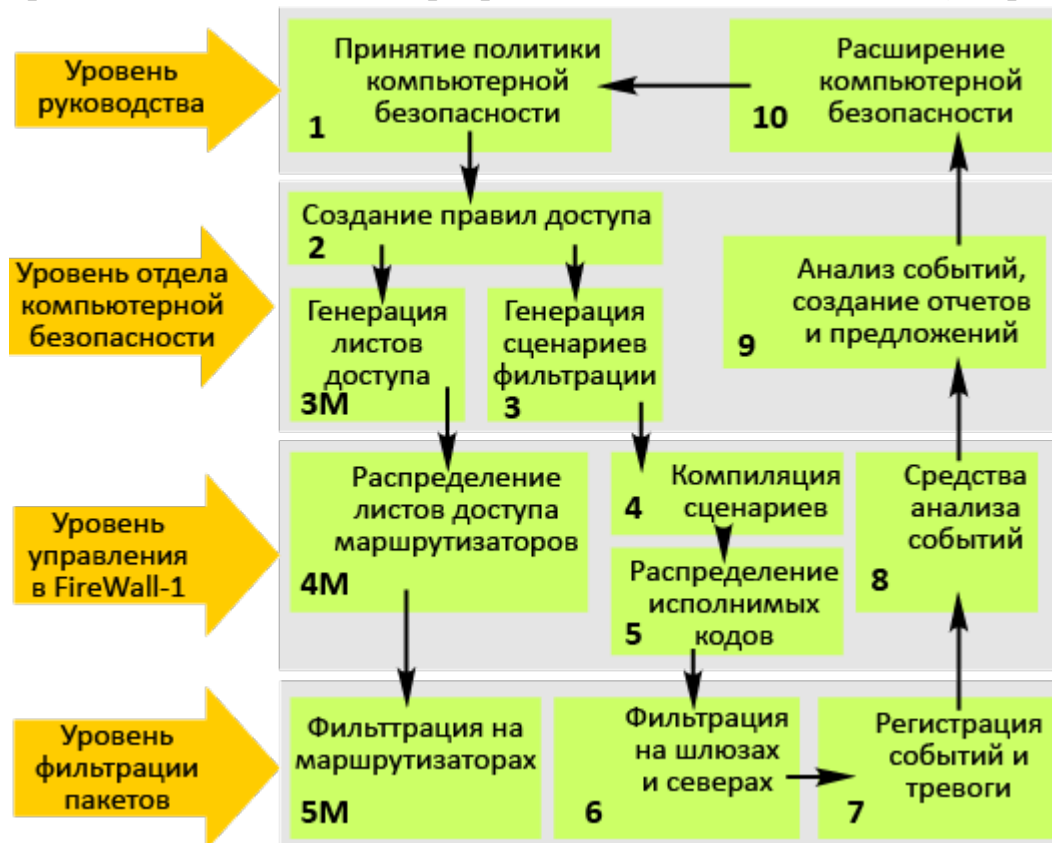 Уровень
руководства
Принятие политики
компьютерной
безопасности
1
Расширение
компьютерной
безопасности
10
Уровень отдела
компьютерной
безопасности
Создание правил доступа
2
Генерация
листов
доступа
3М
Генерация
сценариев
фильтрации
3
Анализ событий,
создание отчетов
и предложений
9
Уровень
управления
в FireWall-1
Распределение
листов доступа
маршрутизаторов
4М
Компиляция
4
сценариев
Распределение
исполнимых
5
кодов
Средства
анализа
событий
8
Уровень
фильтрации
пакетов
Фильттрация на
маршрутизаторах
5М
Фильтрация
на шлюзах
и северах
6
Регистрация
событий и
тревоги
7